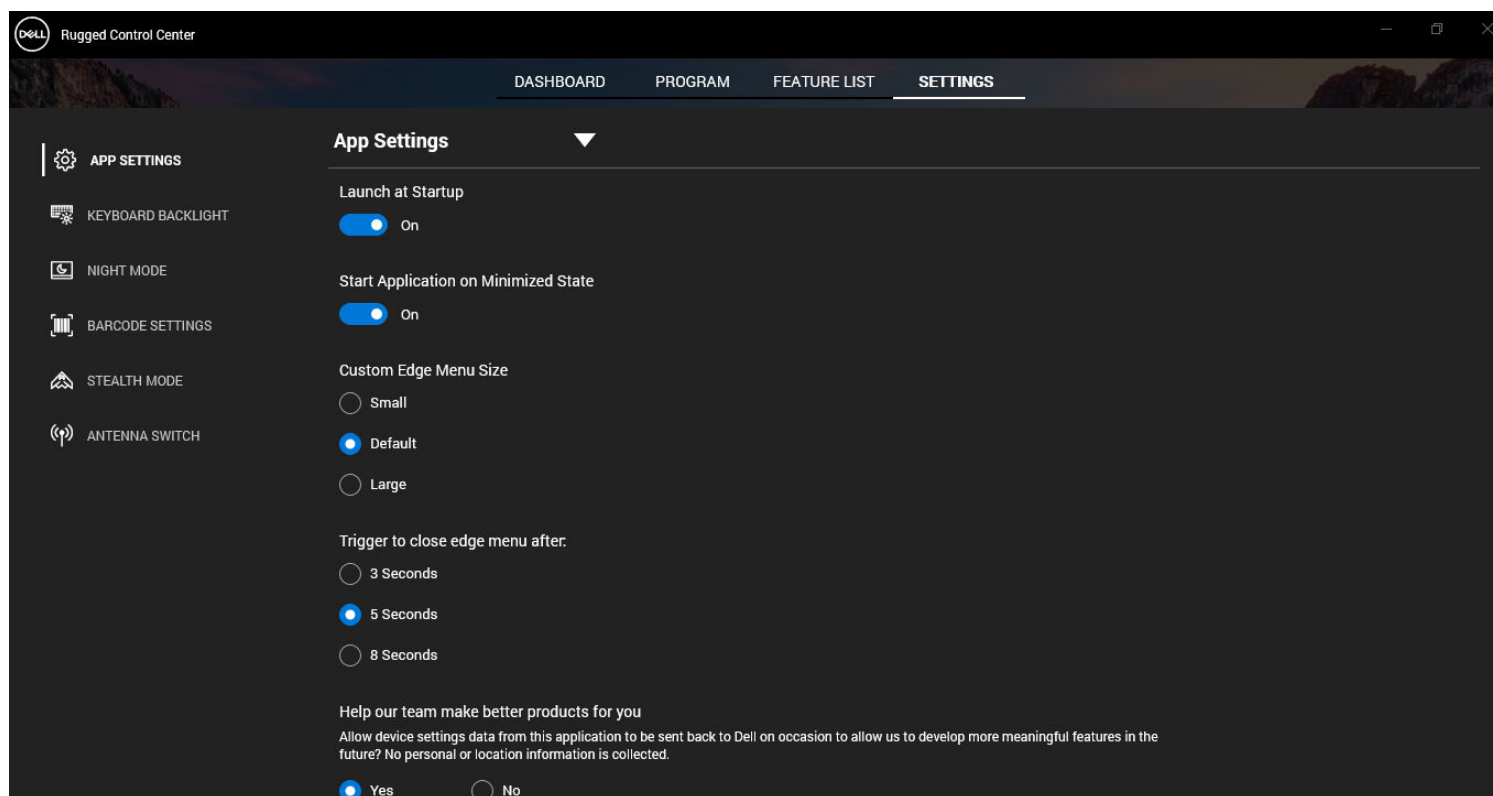 DELL
Rugged Control Center
DASHBOARD PROGRAM FEATURE LIST SETTINGS
APP SETTINGS
KEYBOARD BACKLIGHT
NIGHT MODE
BARCODE SETTINGS
STEALTH MODE
ANTENNA SWITCH
App Settings
Launch at Startup
On
Start Application on Minimized State
On
Custom Edge Menu Size
Small
Default
Large
Trigger to close edge menu after:
3 Seconds
5 Seconds
8 Seconds
Help our team make better products for you
Allow device settings data from this application to be sent back to Dell on occasion to allow us to develop more meaningful features in the
future? No personal or location information is collected.
Yes No